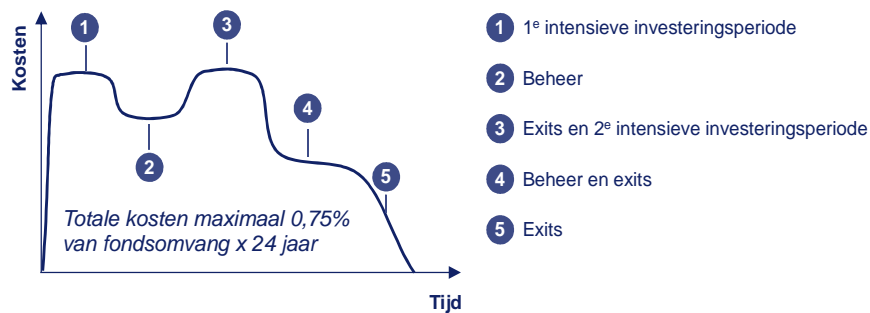 Kosten
1
2
3
4
5
Totale kosten maximaal 0,75%
van fondsomvang x 24 jaar
Tijd
1 1e intensieve investeringsperiode
2 Beheer
3 Exits en 2e intensieve investeringsperiode
4 Beheer en exits
5 Exits